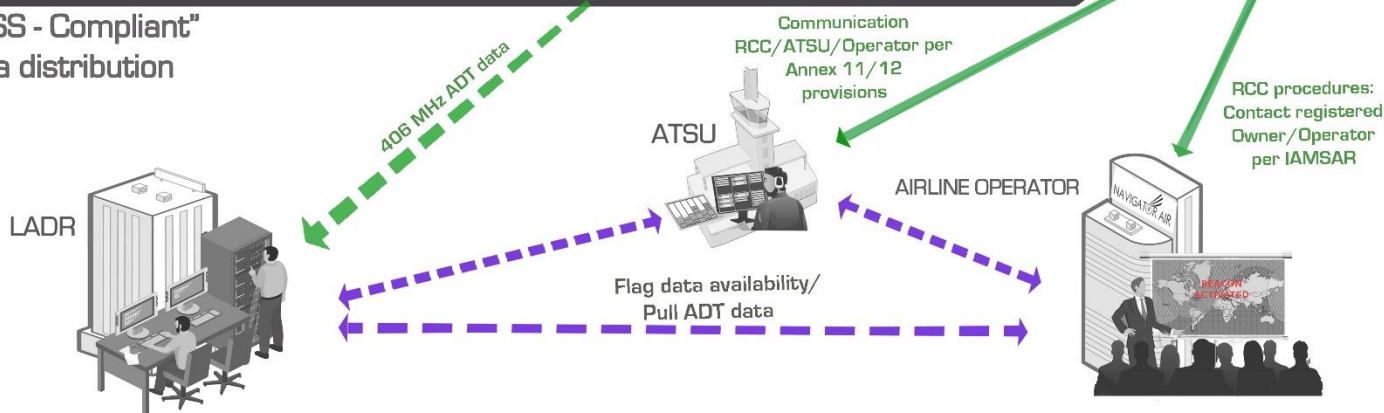 SS - Compliant”
a distribution
406 MHz ADT data
Communication
RCC/ATSU/Operator per
Annex 11/12
provisions
RCC procedures:
Contact registered
Owner/Operator
per IAMSAR
ATSU
AIRLINE OPERATOR
NAVIGATOR AIR
LADR
BEACON
ACTIVATED
Flag data availability/
Pull ADT data